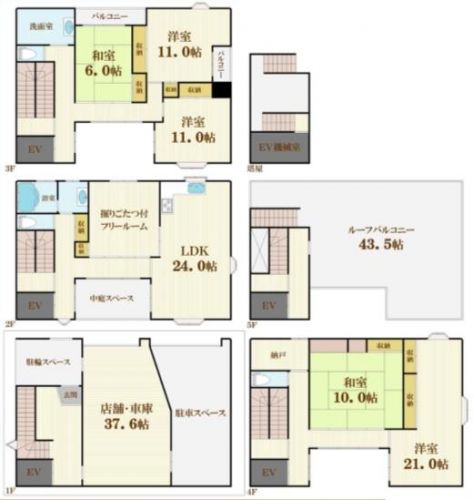 洗面室
バルコニー
和室
6.0帖
収納
収納
洋室
11.0帖
バルコニー
収納
収納
洋室
11.0帖
EV
3F
EV機械室
塔屋
浴室
収納
収納
掘りごたつ付
フリールーム
LDK
24.0帖
中庭スペース
EV
2F
ルーフバルコニー
43.5帖
EV
5F
駐輪スペース
玄関
店舗・車庫
37.6帖
駐車スペース
EV
1F
納戸
収納
収納
和室
10.0帖
洋室
21.0帖
EV
4F